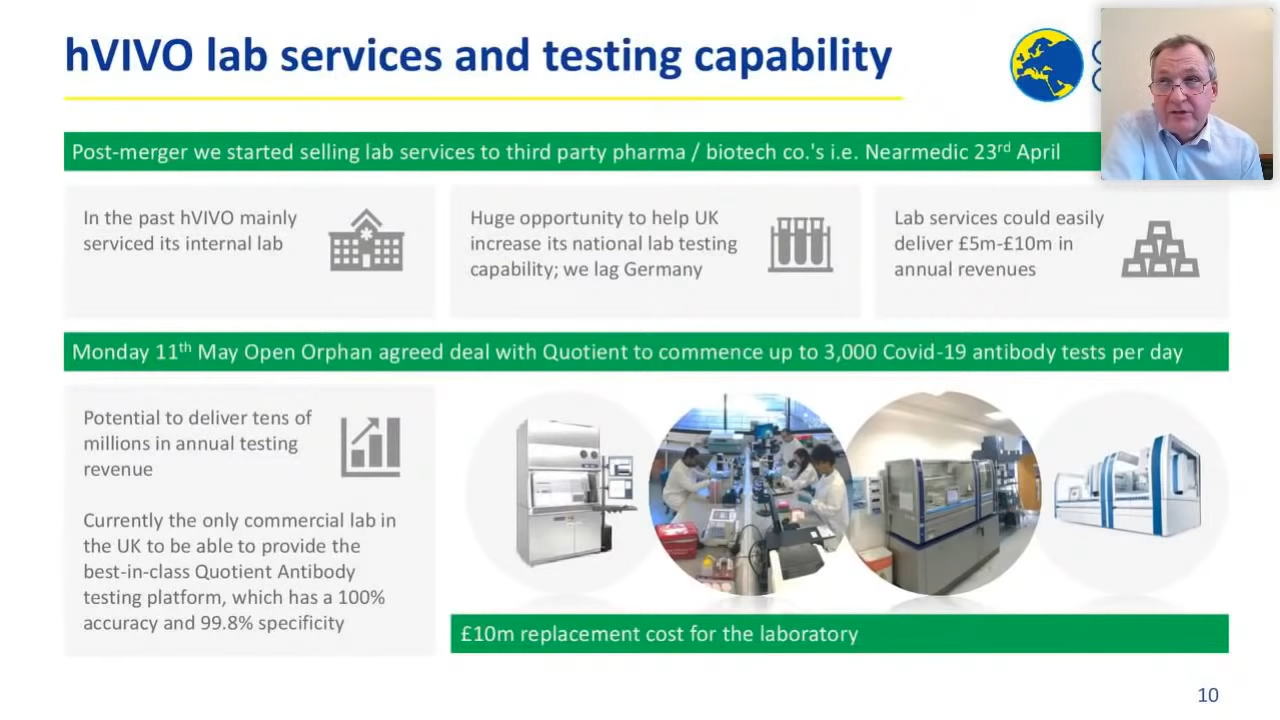 hVIVO lab services and testing capability
Post-merger we started selling lab services to third party pharma / biotech co.'s i.e. Nearmedic 23rd April
In the past hVIVO mainly
serviced its internal lab
Huge opportunity to help UK
increase its national lab testing
capability; we lag Germany
Lab services could easily
deliver £5m-£10m in
annual revenues
Monday 11th May Open Orphan agreed deal with Quotient to commence up to 3,000 Covid-19 antibody tests per day
Potential to deliver tens of
millions in annual testing
revenue
Currently the only commercial lab in
the UK to be able to provide the
best-in-class Quotient Antibody
testing platform, which has a 100%
accuracy and 99.8% specificity
£10m replacement cost for the laboratory
10